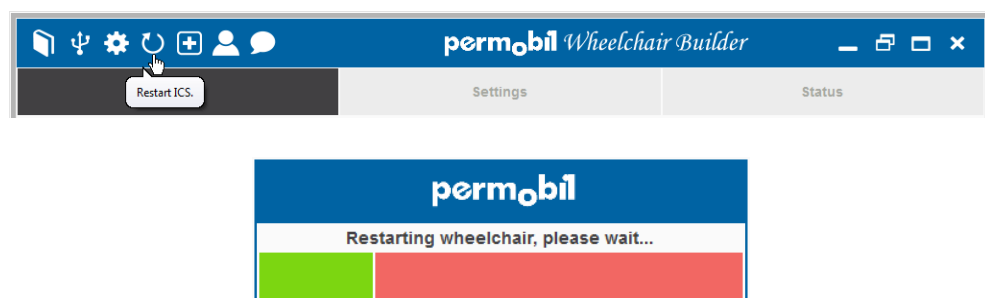 permobil Wheelchair Builder
Restart ICS.
Settings
Status
permobil
Restarting wheelchair, please wait...